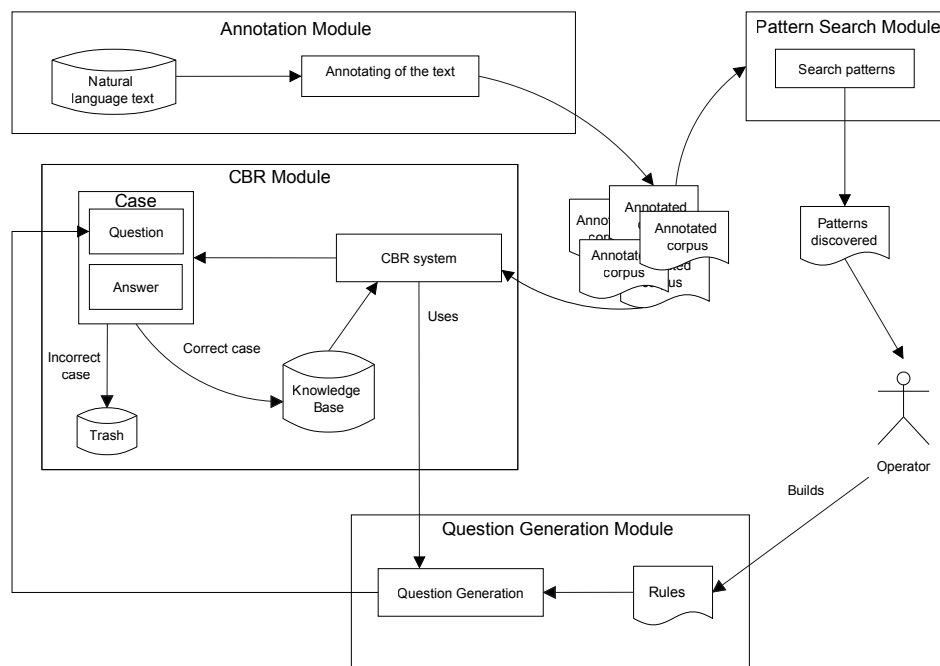 Annotation Module
Natural
language text
Annotating of the text
Pattern Search Module
Search patterns
CBR Module
Case
Question
Answer
CBR system
Uses
Incorrect
case
Correct case
Knowledge
Base
Trash
Annotated
Annotated
corpus
Annotated
corpus
Patterns
discovered
Operator
Builds
Question Generation Module
Question Generation
Rules